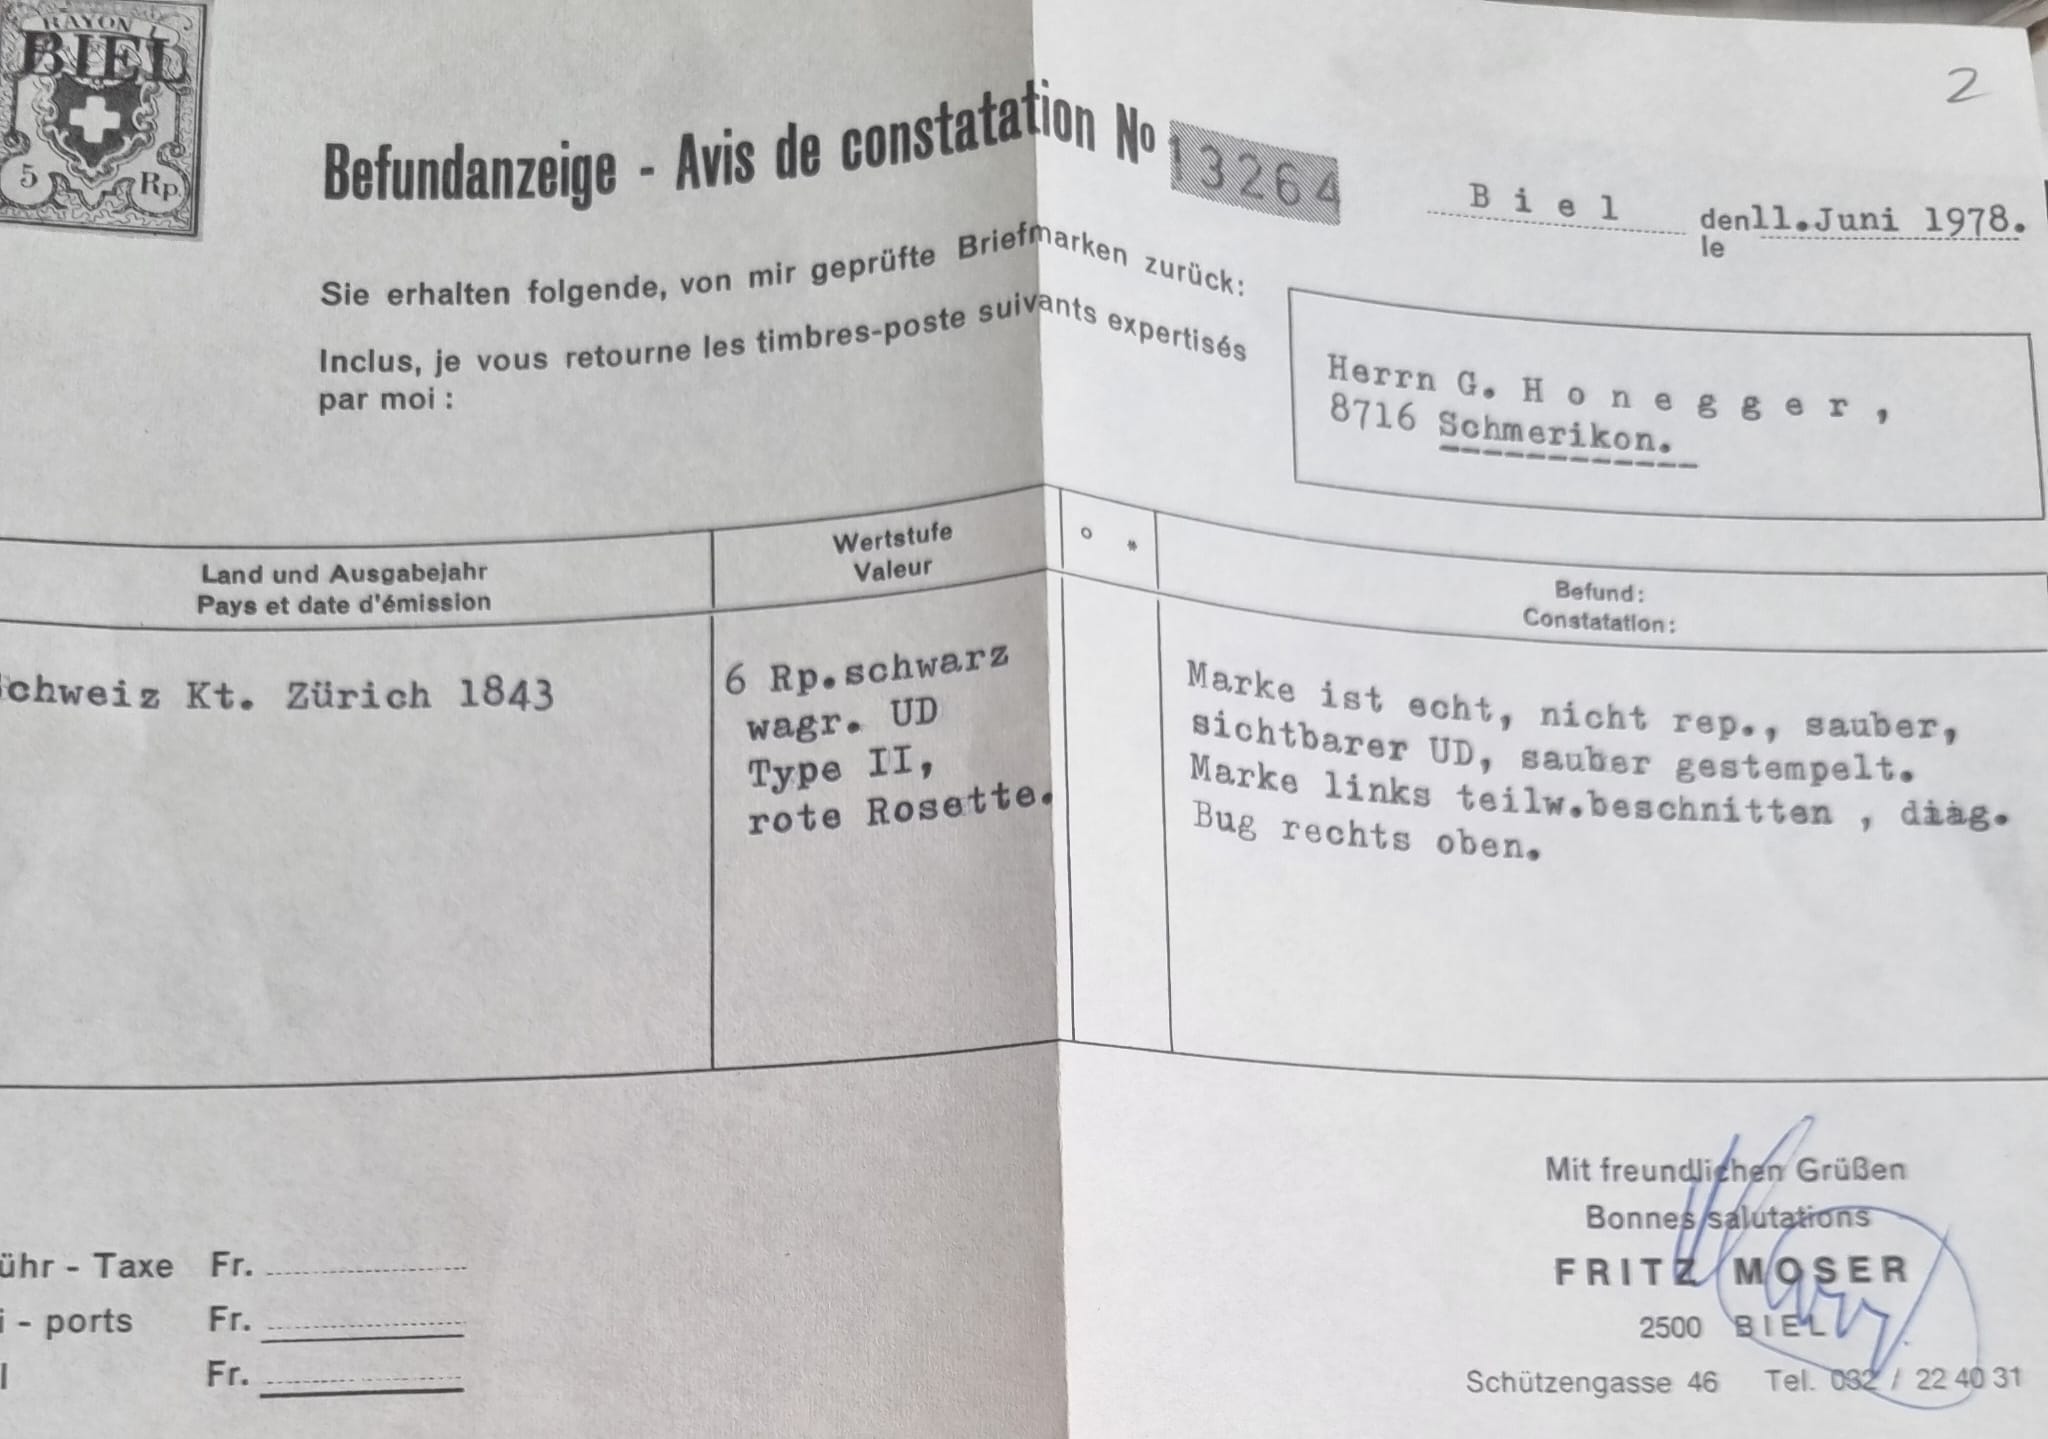 RAYON I
BIEL
5 Rp.
2
Befundanzeige - Avis de constatation No 13264
Biel den 11.Juni 1978.
le
Sie erhalten folgende, von mir geprüfte Briefmarken zurück:
Inclus, je vous retourne les timbres-poste suivants expertisés
par moi :
Herrn G. Honegger,
8716 Schmerikon.
Land und Ausgabejahr
Pays et date d'émission
Wertstufe
Valeur
° *
Befund:
Constatation:
chweiz Kt. Zürich 1843
6 Rp.schwarz
wagr. UD
Type II,
rote Rosette.
Marke ist echt, nicht rep., sauber,
sichtbarer UD, sauber gestempelt.
Marke links teilw.beschnitten , diag.
Bug rechts oben.
Mit freundlichen Grüßen
Bonnes salutations
FRITZ MOSER
2500 BIEL
Schützengasse 46 Tel. 032 / 22 40 31
ühr - Taxe Fr.
i - ports Fr.
l Fr.